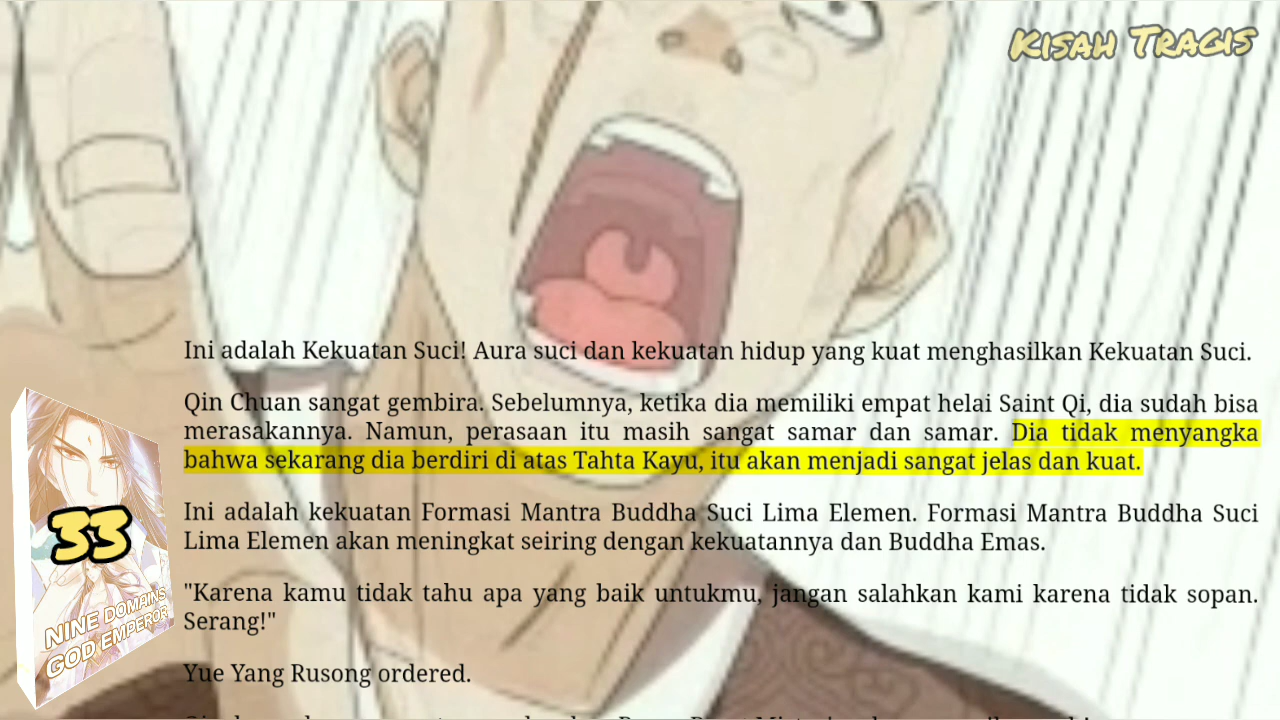 Kisah Tragis
Ini adalah Kekuatan Suci! Aura suci dan kekuatan hidup yang kuat menghasilkan Kekuatan Suci.
Qin Chuan sangat gembira. Sebelumnya, ketika dia memiliki empat helai Saint Qi, dia sudah bisa
merasakannya. Namun, perasaan itu masih sangat samar dan samar. Dia tidak menyangka
bahwa sekarang dia berdiri di atas Tahta Kayu, itu akan menjadi sangat jelas dan kuat.
Ini adalah kekuatan Formasi Mantra Buddha Suci Lima Elemen. Formasi Mantra Buddha Suci
Lima Elemen akan meningkat seiring dengan kekuatannya dan Buddha Emas.
"Karena kamu tidak tahu apa yang baik untukmu, jangan salahkan kami karena tidak sopan.
Serang!"
Yue Yang Rusong ordered.
33
NINE DOMAINS
GOD EMPEROR